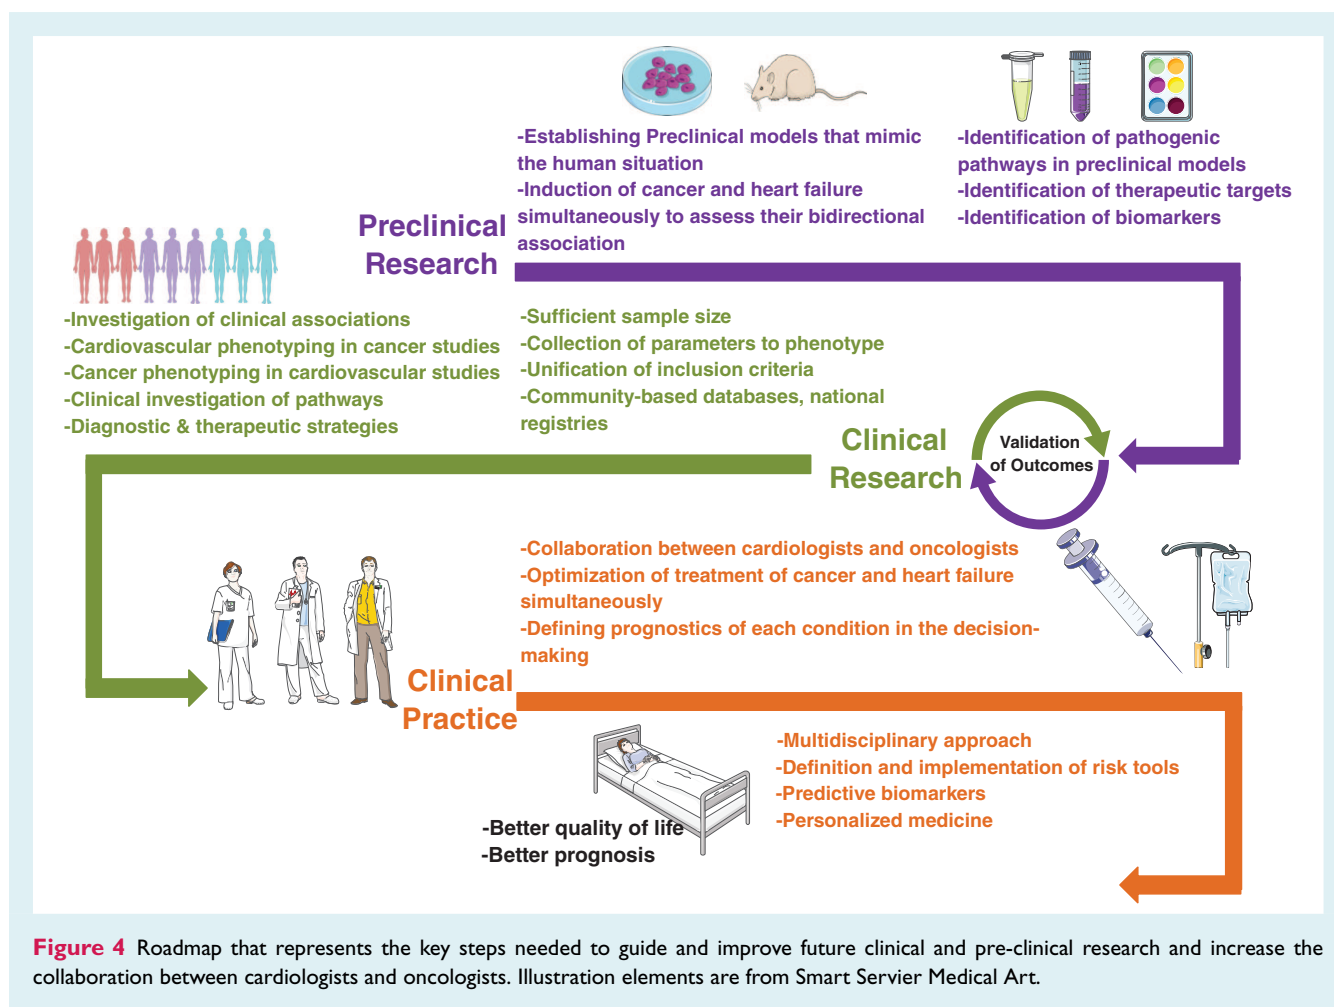 -Establishing Preclinical models that mimic
the human situation
-Induction of cancer and heart failure
simultaneously to assess their bidirectional
association
-Identification of pathogenic
pathways in preclinical models
-Identification of therapeutic targets
-Identification of biomarkers
Preclinical
Research
-Investigation of clinical associations
-Cardiovascular phenotyping in cancer studies
-Cancer phenotyping in cardiovascular studies
-Clinical investigation of pathways
-Diagnostic & therapeutic strategies
-Sufficient sample size
-Collection of parameters to phenotype
-Unification of inclusion criteria
-Community-based databases, national
registries
Clinical
Research
Validation
of Outcomes
-Collaboration between cardiologists and oncologists
-Optimization of treatment of cancer and heart failure
simultaneously
-Defining prognostics of each condition in the decision-
making
Clinical
Practice
-Multidisciplinary approach
-Definition and implementation of risk tools
-Predictive biomarkers
-Personalized medicine
-Better quality of life
-Better prognosis
Figure 4 Roadmap that represents the key steps needed to guide and improve future clinical and pre-clinical research and increase the
collaboration between cardiologists and oncologists. Illustration elements are from Smart Servier Medical Art.